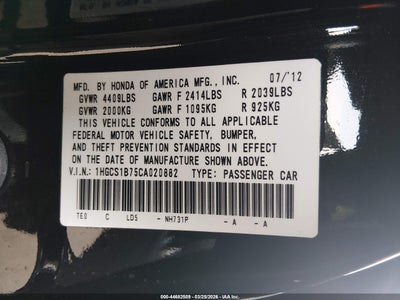 MFD. BY HONDA OF AMERICA MFG., INC. 07/'12
GVWR 4409LBS GAWR F 2414LBS R 2039LBS
GVWR 2000KG GAWR F 1095KG R 925KG
THIS VEHICLE CONFORMS TO ALL APPLICABLE
FEDERAL MOTOR VEHICLE SAFETY, BUMPER,
AND THEFT PREVENTION STANDARDS IN EFFECT
ON THE DATE OF MANUFACTURE SHOWN ABOVE.
V.I.N.: 1HGCS1B75CA020882 TYPE: PASSENGER CAR
TE0 C LD5 - NH731P - A - A
000-44682509 - 03/29/2026 - IAA Inc.